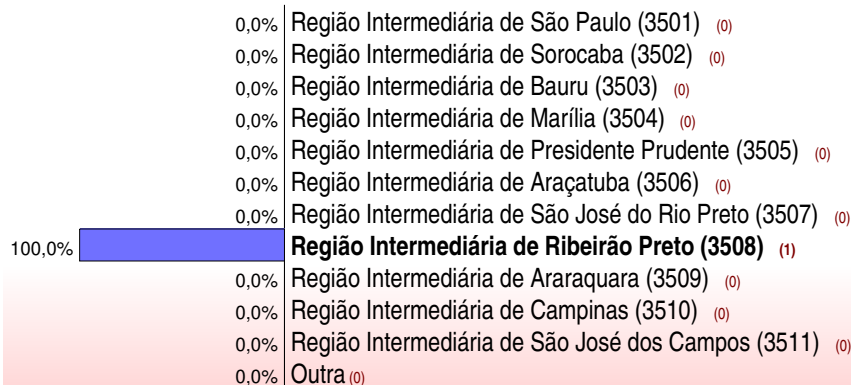 0,0% Região Intermediária de São Paulo (3501) (0)
0,0% Região Intermediária de Sorocaba (3502) (0)
0,0% Região Intermediária de Bauru (3503) (0)
0,0% Região Intermediária de Marília (3504) (0)
0,0% Região Intermediária de Presidente Prudente (3505) (0)
0,0% Região Intermediária de Araçatuba (3506) (0)
0,0% Região Intermediária de São José do Rio Preto (3507) (0)
100,0% Região Intermediária de Ribeirão Preto (3508) (1)
0,0% Região Intermediária de Araraquara (3509) (0)
0,0% Região Intermediária de Campinas (3510) (0)
0,0% Região Intermediária de São José dos Campos (3511) (0)
0,0% Outra (0)